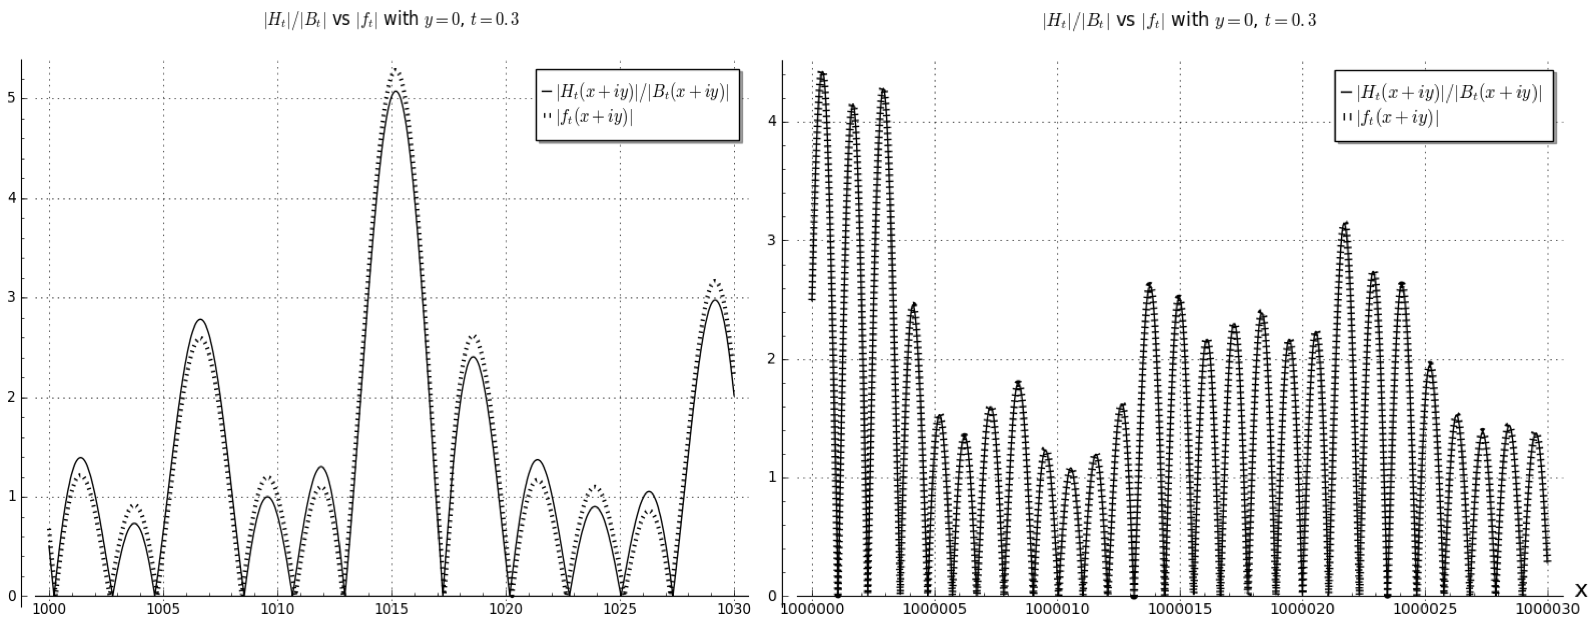 |H_t|/|B_t| vs |f_t| with y=0, t=0.3
|H_t(x+iy)|/|B_t(x+iy)|
|f_t(x+iy)|
5
4
3
2
1
0
1000 1005 1010 1015 1020 1025 1030
|H_t|/|B_t| vs |f_t| with y=0, t=0.3
|H_t(x+iy)|/|B_t(x+iy)|
|f_t(x+iy)|
4
3
2
1
0
1000000 1000005 1000010 1000015 1000020 1000025 1000030
x